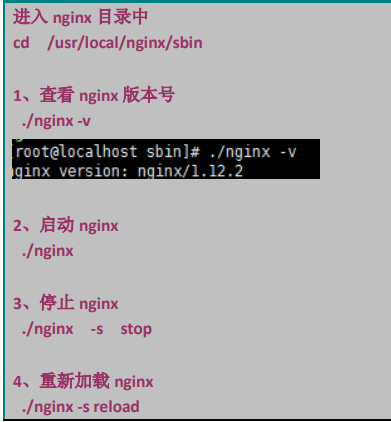 进入 nginx 目录中
cd /usr/local/nginx/sbin
1、查看 nginx 版本号
./nginx -v
[root@localhost sbin]# ./nginx -v
nginx version: nginx/1.12.2
2、启动 nginx
./nginx
3、停止 nginx
./nginx -s stop
4、重新加载 nginx
./nginx -s reload